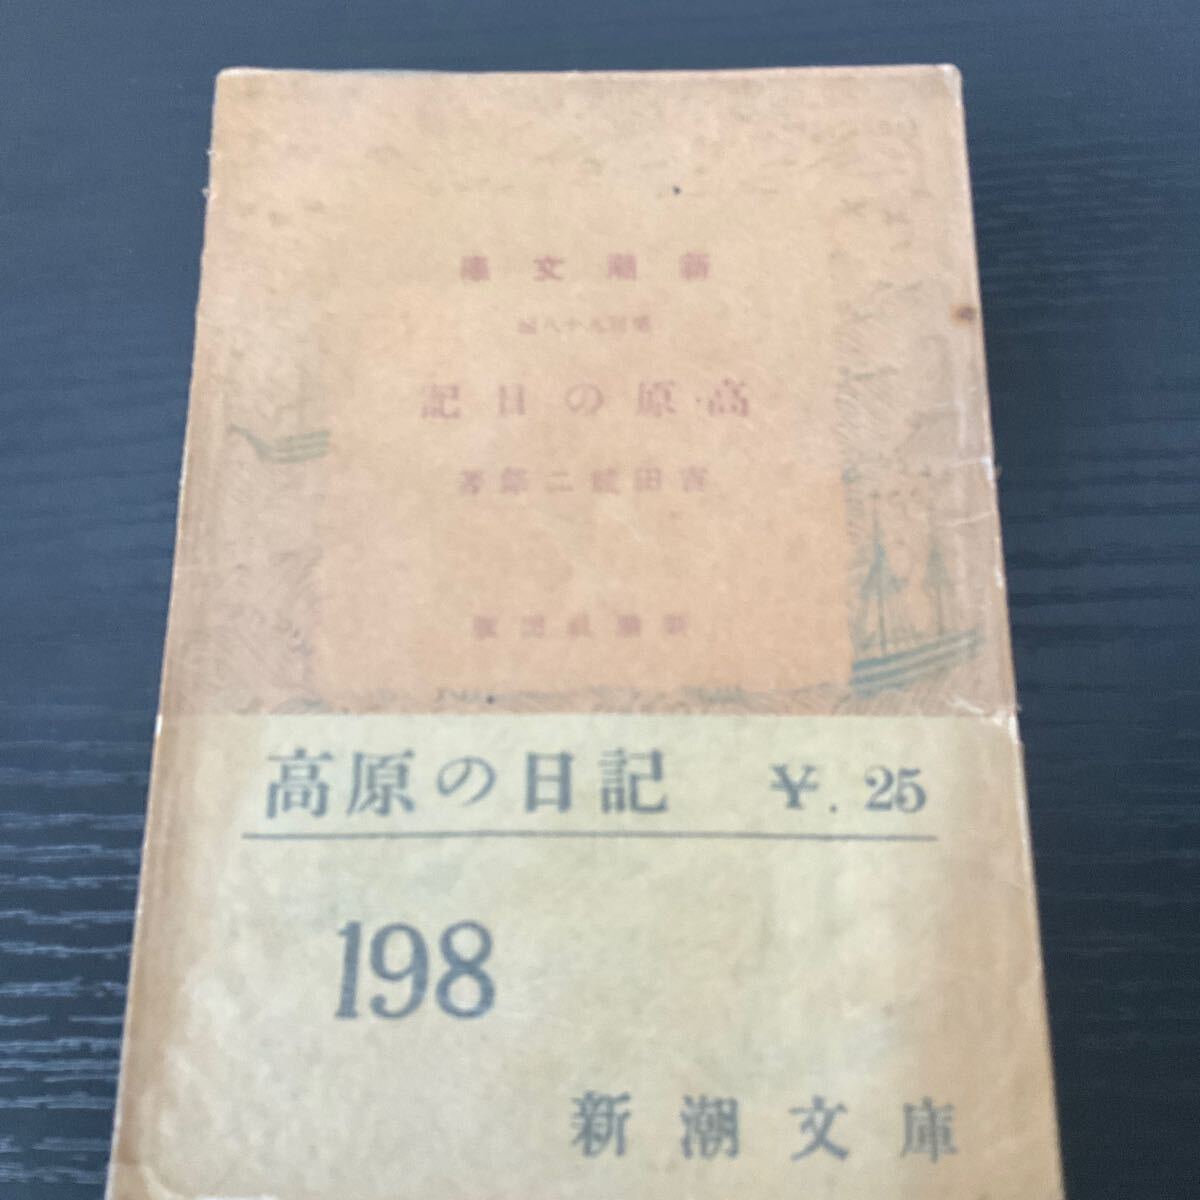 新潮文庫
第百九十八編
高原の日記
吉田絃二郎著
新潮社出版
高原の日記 ¥. 25
198
新潮文庫